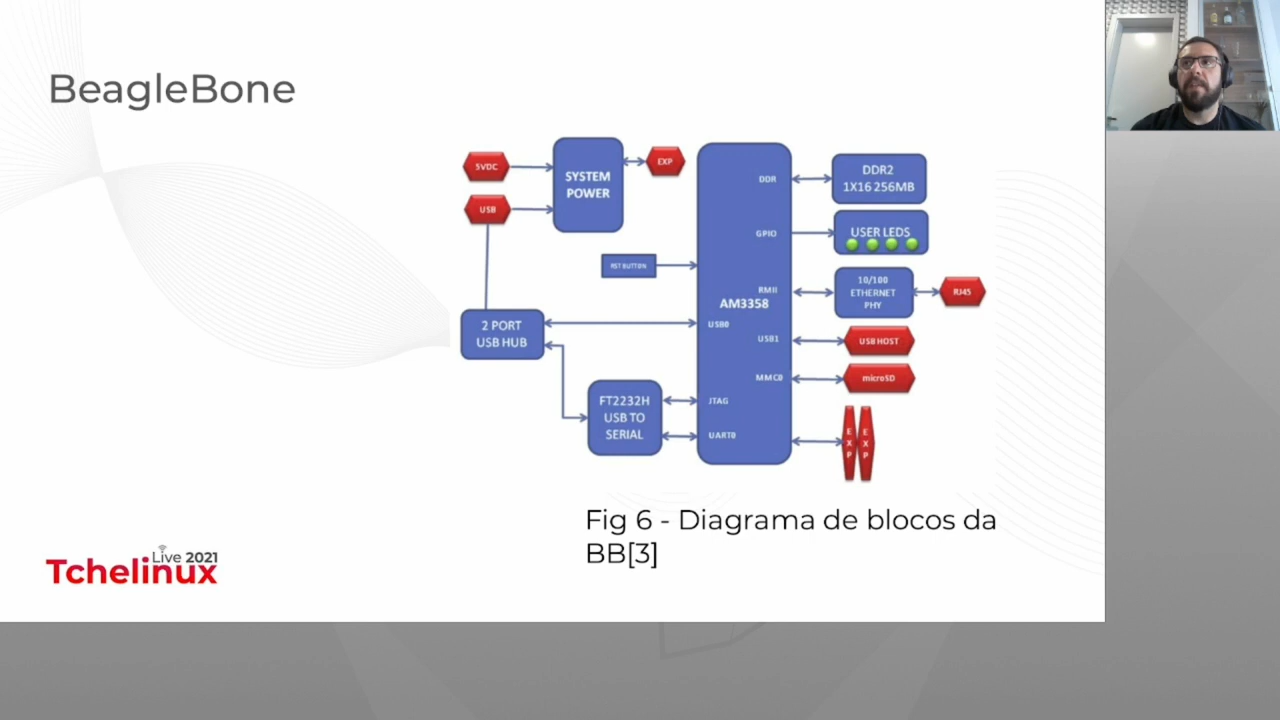 BeagleBone
5VDC
USB
SYSTEM
POWER
EXP
RST BUTTON
2 PORT
USB HUB
FT2232H
USB TO
SERIAL
DDR
GPIO
RMII
AM3358
USB0
USB1
MMC0
JTAG
UART0
DDR2
1X16 256MB
USER LEDS
10/100
ETHERNET
PHY
RJ45
USB HOST
microSD
EXP
EXP
Fig 6 - Diagrama de blocos da
BB[3]
Live 2021
Tchelinux